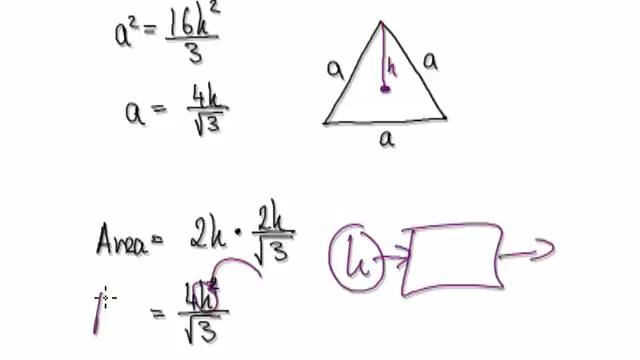 a² = 16h²/3
a = 4h/√3
a
a
h
a
Area = 2h · 2h/√3
= 4h²/√3
h